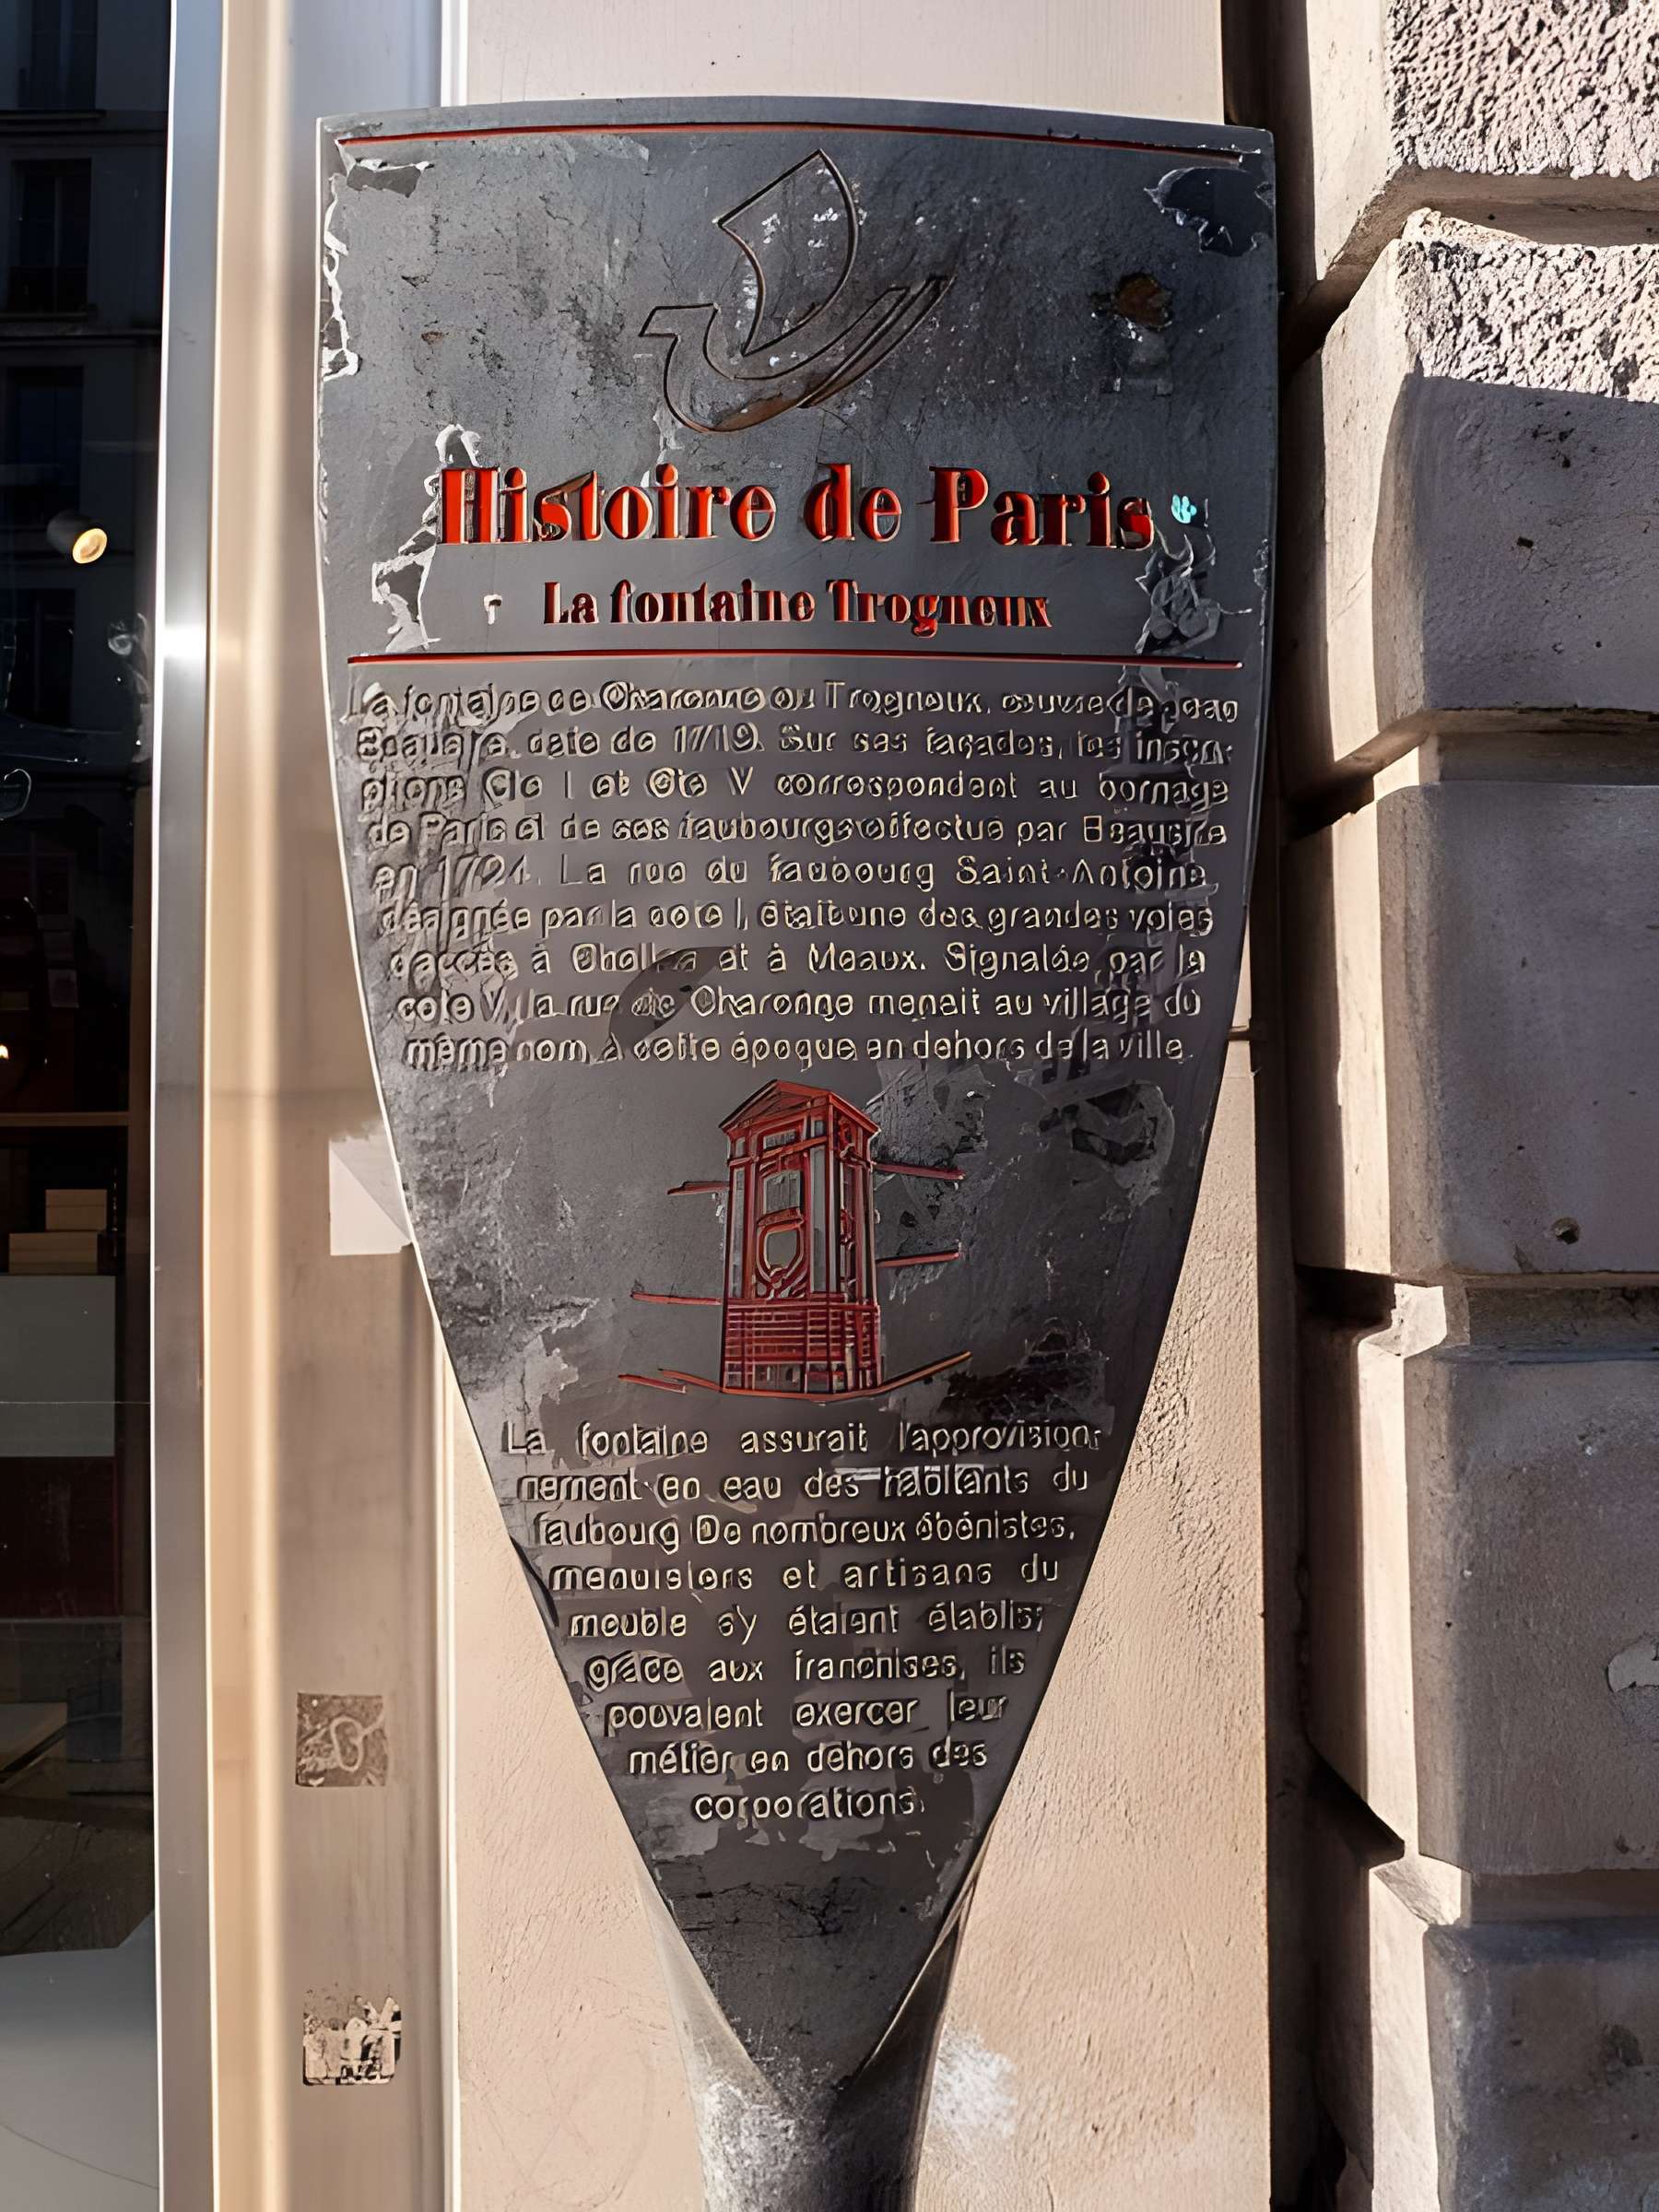 Histoire de Paris
La fontaine Trogneux
La fontaine de Charonne ou Trogneux, œuvre de Jean
Beausire, date de 1719. Sur ses façades, les inscri-
ptions Cle I et Cte V correspondent au bornage
de Paris et de ses faubourgs effectué par Beausire
en 1724. La rue du faubourg Saint-Antoine,
désignée par la cote I, était une des grandes voies
d'accès à Chelles et à Meaux. Signalée par la
cote V, la rue de Charonne menait au village du
même nom, à cette époque en dehors de la ville.
La fontaine assurait l'approvision-
nement en eau des habitants du
faubourg. De nombreux ébénistes,
menuisiers et artisans du
meuble s'y étaient établis;
grâce aux franchises, ils
pouvaient exercer leur
métier en dehors des
corporations.